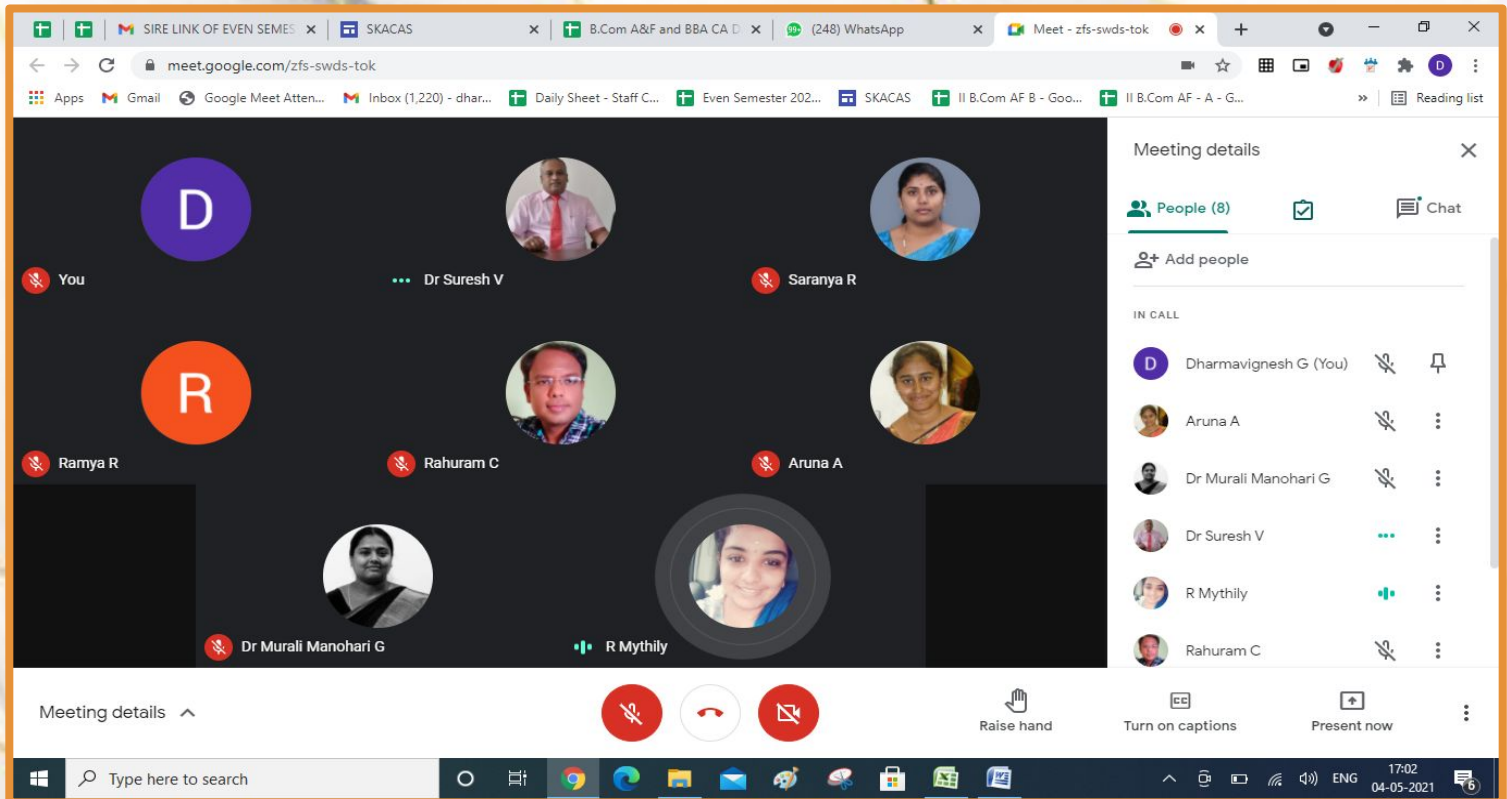 SIRE LINK OF EVEN SEMES
SKACAS
B.Com A&F and BBA CA D
99+
(248) WhatsApp
Meet - zfs-swds-tok
meet.google.com/zfs-swds-tok
D
Apps
Gmail
Google Meet Atten...
Inbox (1,220) - dhar...
Daily Sheet - Staff C...
Even Semester 202...
SKACAS
II B.Com AF B - Goo...
II B.Com AF - A - G...
»
Reading list
D
You
Dr Suresh V
Saranya R
R
Ramya R
Rahuram C
Aruna A
Dr Murali Manohari G
R Mythily
Meeting details
People (8)
Chat
Add people
IN CALL
D
Dharmavignesh G (You)
Aruna A
Dr Murali Manohari G
Dr Suresh V
R Mythily
Rahuram C
Meeting details
Raise hand
CC
Turn on captions
Present now
Type here to search
ENG
17:02
04-05-2021
6